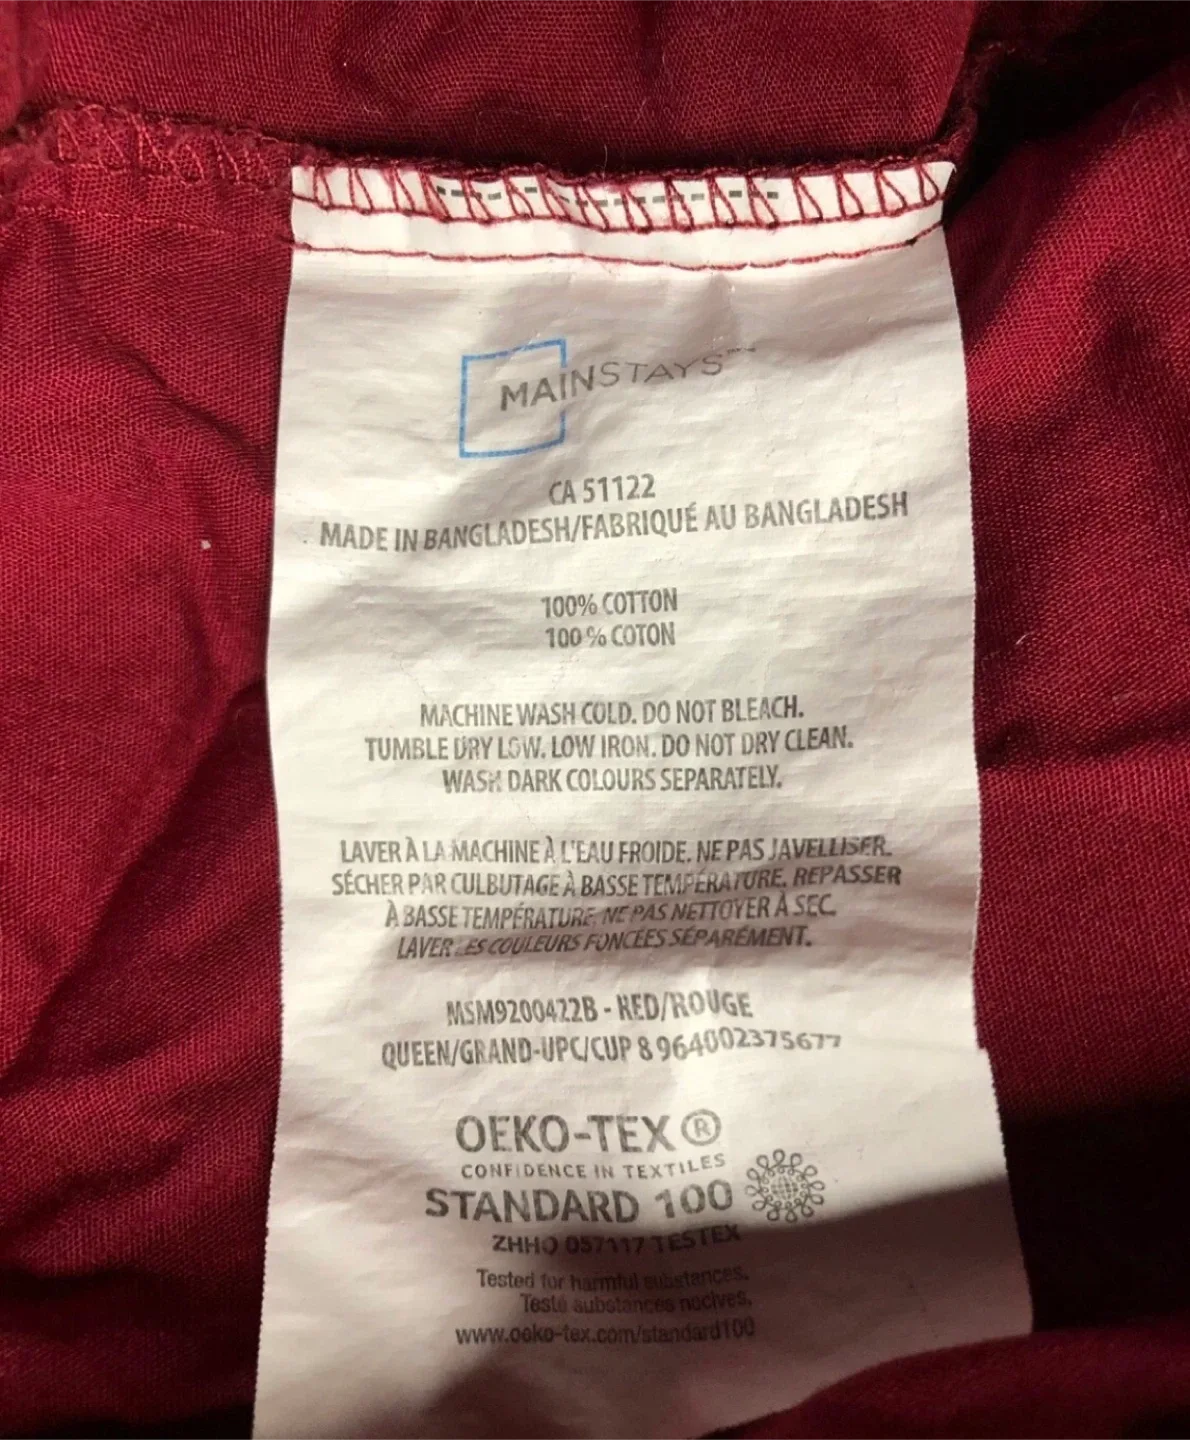 MAINSTAYS™
CA 51122
MADE IN BANGLADESH/FABRIQUÉ AU BANGLADESH
100% COTTON
100 % COTON
MACHINE WASH COLD. DO NOT BLEACH.
TUMBLE DRY LOW. LOW IRON. DO NOT DRY CLEAN.
WASH DARK COLOURS SEPARATELY.
LAVER À LA MACHINE À L'EAU FROIDE. NE PAS JAVELLISER.
SÉCHER PAR CULBUTAGE À BASSE TEMPÉRATURE. REPASSER
À BASSE TEMPÉRATURE. NE PAS NETTOYER À SEC.
LAVER LES COULEURS FONCÉES SÉPARÉMENT.
MSM9200422B - RED/ROUGE
QUEEN/GRAND-UPC/CUP 8 964002375677
OEKO-TEX®
CONFIDENCE IN TEXTILES
STANDARD 100
ZHHO 057117 TESTEX
Tested for harmful substances.
Testé substances nocives.
www.oeko-tex.com/standard100